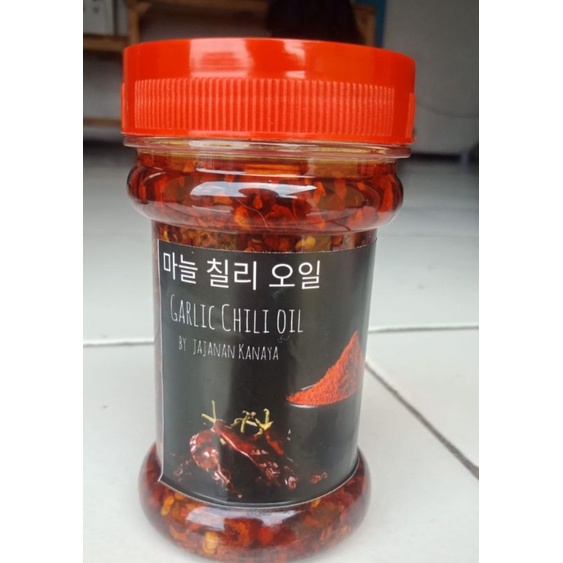 마늘 칠리 오일
GARLIC CHILI OIL
BY JAJANAN KANAYA